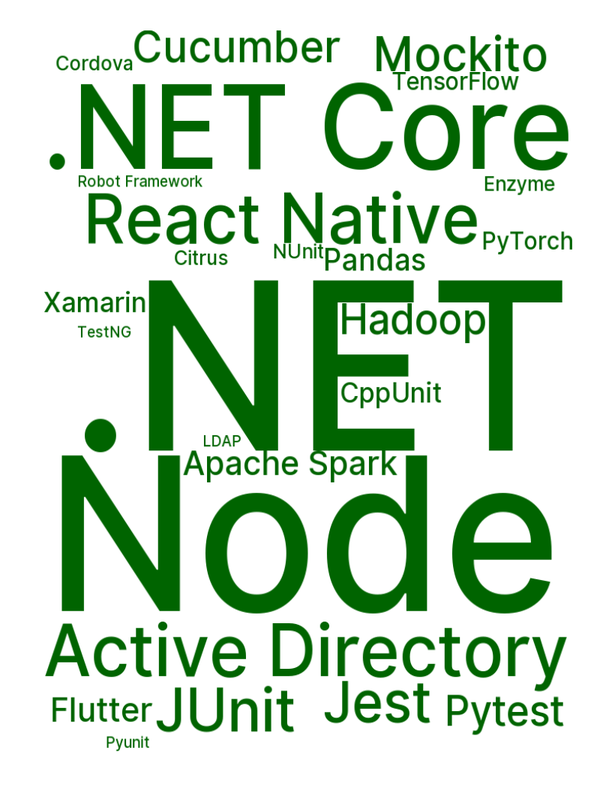 Cucumber
Mockito
Cordova
TensorFlow
.NET Core
Robot Framework
Enzyme
React Native
PyTorch
NUnit
Citrus
Pandas
Xamarin
Hadoop
TestNG
.NET
CppUnit
LDAP
Apache Spark
Node
Active Directory
Flutter
JUnit
Jest
Pytest
Pyunit